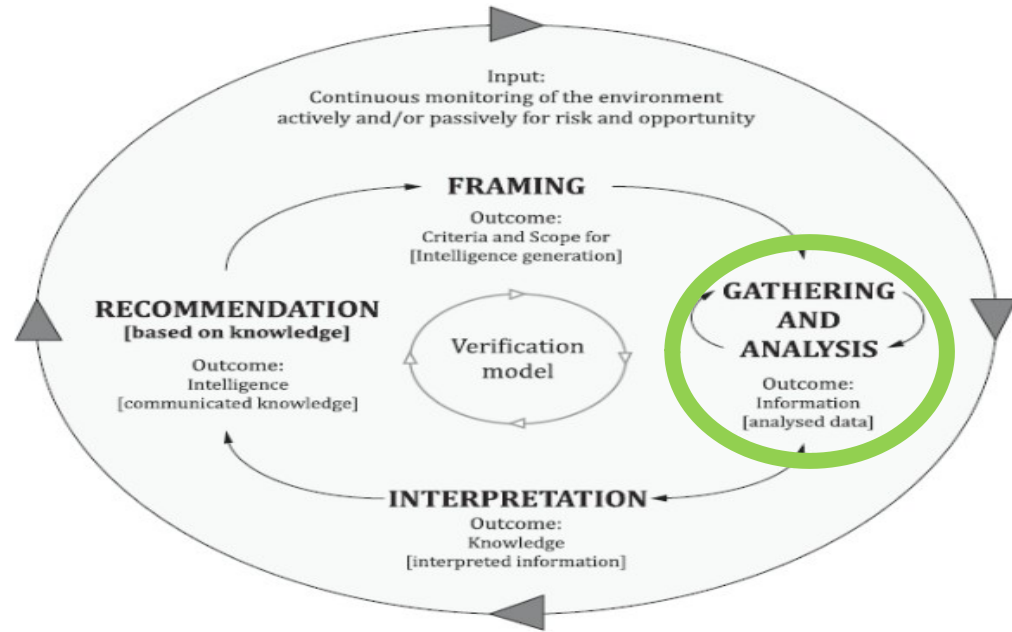 Input:
Continuous monitoring of the environment
actively and/or passively for risk and opportunity
FRAMING
Outcome:
Criteria and Scope for
[Intelligence generation]
GATHERING
AND
ANALYSIS
Outcome:
Information
[analysed data]
INTERPRETATION
Outcome:
Knowledge
[interpreted information]
RECOMMENDATION
[based on knowledge]
Outcome:
Intelligence
[communicated knowledge]
Verification
model